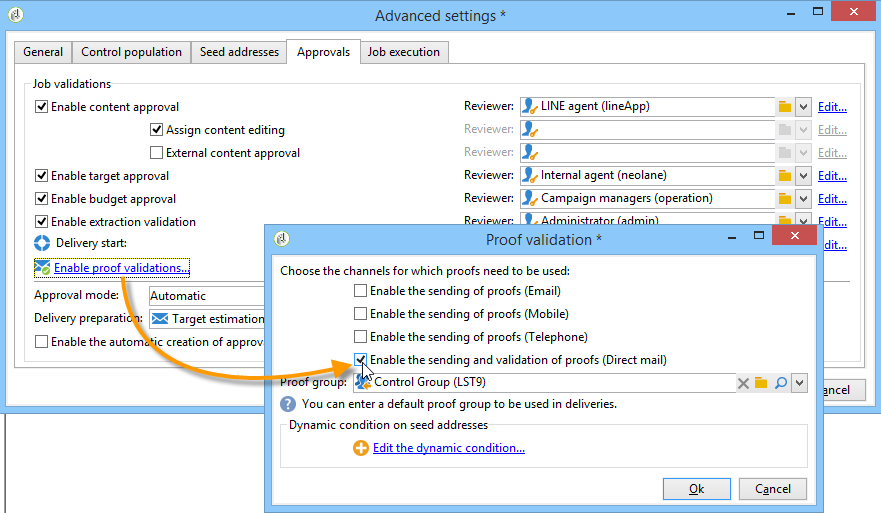 Advanced settings *
General Control population Seed addresses Approvals Job execution
Job validations
Enable content approval Reviewer: LINE agent (lineApp) Edit...
Assign content editing Reviewer: Edit...
External content approval Reviewer: Edit...
Enable target approval Reviewer: Internal agent (neolane) Edit...
Enable budget approval Reviewer: Campaign managers (operation) Edit...
Enable extraction validation Reviewer: Administrator (admin) Edit...
Delivery start: Edit...
Enable proof validations...
Approval mode: Automatic
Delivery preparation: Target estimation
Enable the automatic creation of approva
ncel
Proof validation *
Choose the channels for which proofs need to be used:
Enable the sending of proofs (Email)
Enable the sending of proofs (Mobile)
Enable the sending of proofs (Telephone)
Enable the sending and validation of proofs (Direct mail)
Proof group: Control Group (LST9)
You can enter a default proof group to be used in deliveries.
Dynamic condition on seed addresses
Edit the dynamic condition...
Ok Cancel